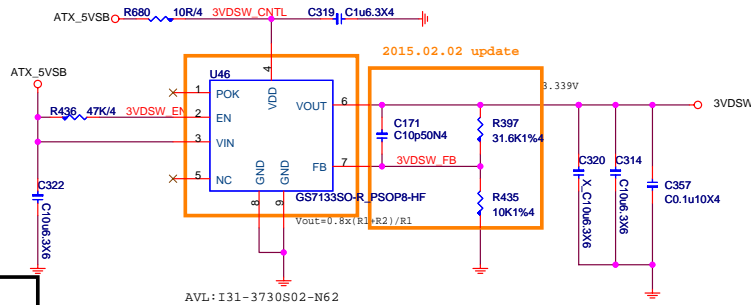 ATX_5VSB
R680
10R/4
3VDSW_CNTL
C319
C1u6.3X4
2015.02.02 update
ATX_5VSB
U46
4
3.339V
1
POK
VDD
R436
47K/4
3VDSW_EN
2
EN
VOUT
6
3VDSW
C171
C10p50N4
R397
31.6K1%4
3
VIN
FB
7
3VDSW_FB
C320
X_C10u6.3X6
C314
C10u6.3X6
C357
C0.1u10X4
5
NC
GND
GND
C322
C10u6.3X6
GS7133SO-R_PSOP8-HF
R435
10K1%4
8
9
Vout=0.8x(R1+R2)/R1
AVL:I31-3730S02-N62